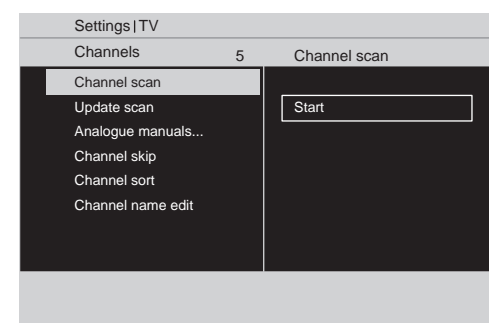 Settings | TV
Channels 5 Channel scan
Channel scan
Update scan
Analogue manuals...
Channel skip
Channel sort
Channel name edit
Start